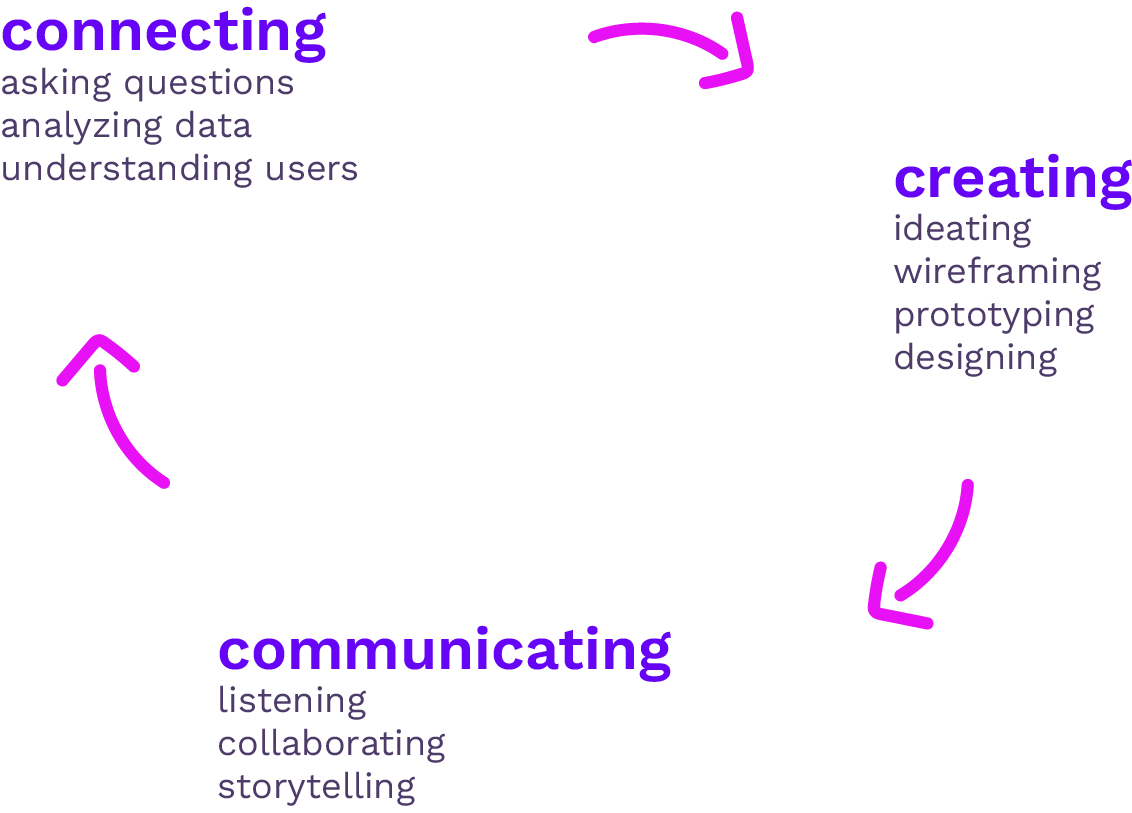 connecting
asking questions
analyzing data
understanding users
creating
ideating
wireframing
prototyping
designing
communicating
listening
collaborating
storytelling